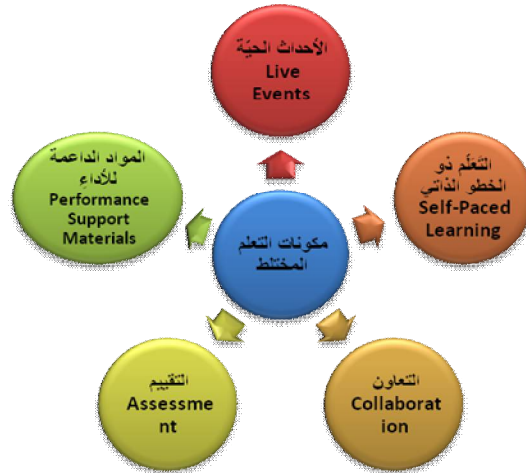 الأحداث الحيّة
Live
Events
المواد الداعمة
للأداءِ
Performance
Support
Materials
التَعَلّم ذو
الخطو الذاتي
Self-Paced
Learning
مكونات التعلم
المختلط
التقييم
Assessme
nt
التعاون
Collaborat
ion